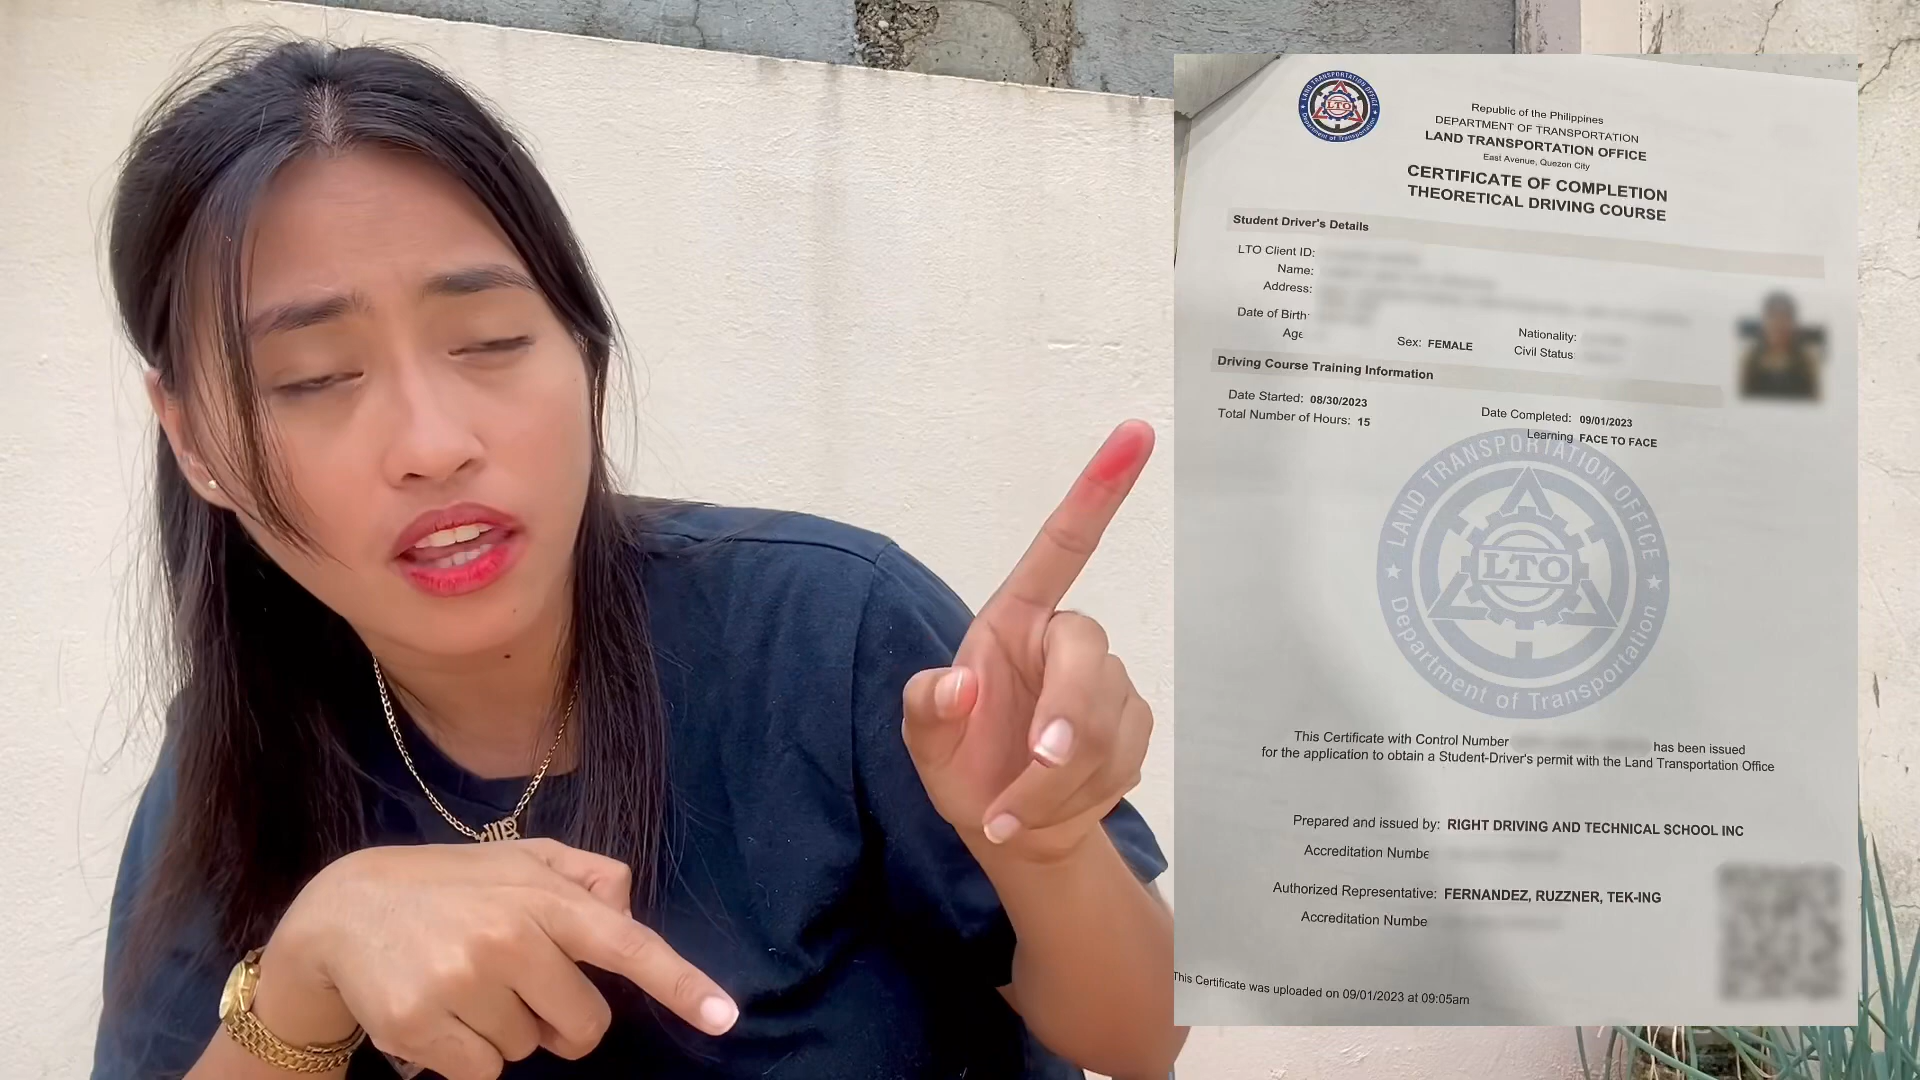 LAND TRANSPORTATION OFFICE
LTO
Department of Transportation
Republic of the Philippines
DEPARTMENT OF TRANSPORTATION
LAND TRANSPORTATION OFFICE
East Avenue, Quezon City
CERTIFICATE OF COMPLETION
THEORETICAL DRIVING COURSE
Student Driver's Details
LTO Client ID:
Name:
Address:
Date of Birth:
Age
Sex: FEMALE
Nationality:
Civil Status
Driving Course Training Information
Date Started: 08/30/2023
Date Completed: 09/01/2023
Total Number of Hours: 15
Learning FACE TO FACE
LAND TRANSPORTATION OFFICE
LTO
Department of Transportation
This Certificate with Control Number has been issued
for the application to obtain a Student-Driver's permit with the Land Transportation Office
Prepared and issued by: RIGHT DRIVING AND TECHNICAL SCHOOL INC
Accreditation Numbe
Authorized Representative: FERNANDEZ, RUZZNER, TEK-ING
Accreditation Numbe
This Certificate was uploaded on 09/01/2023 at 09:05am